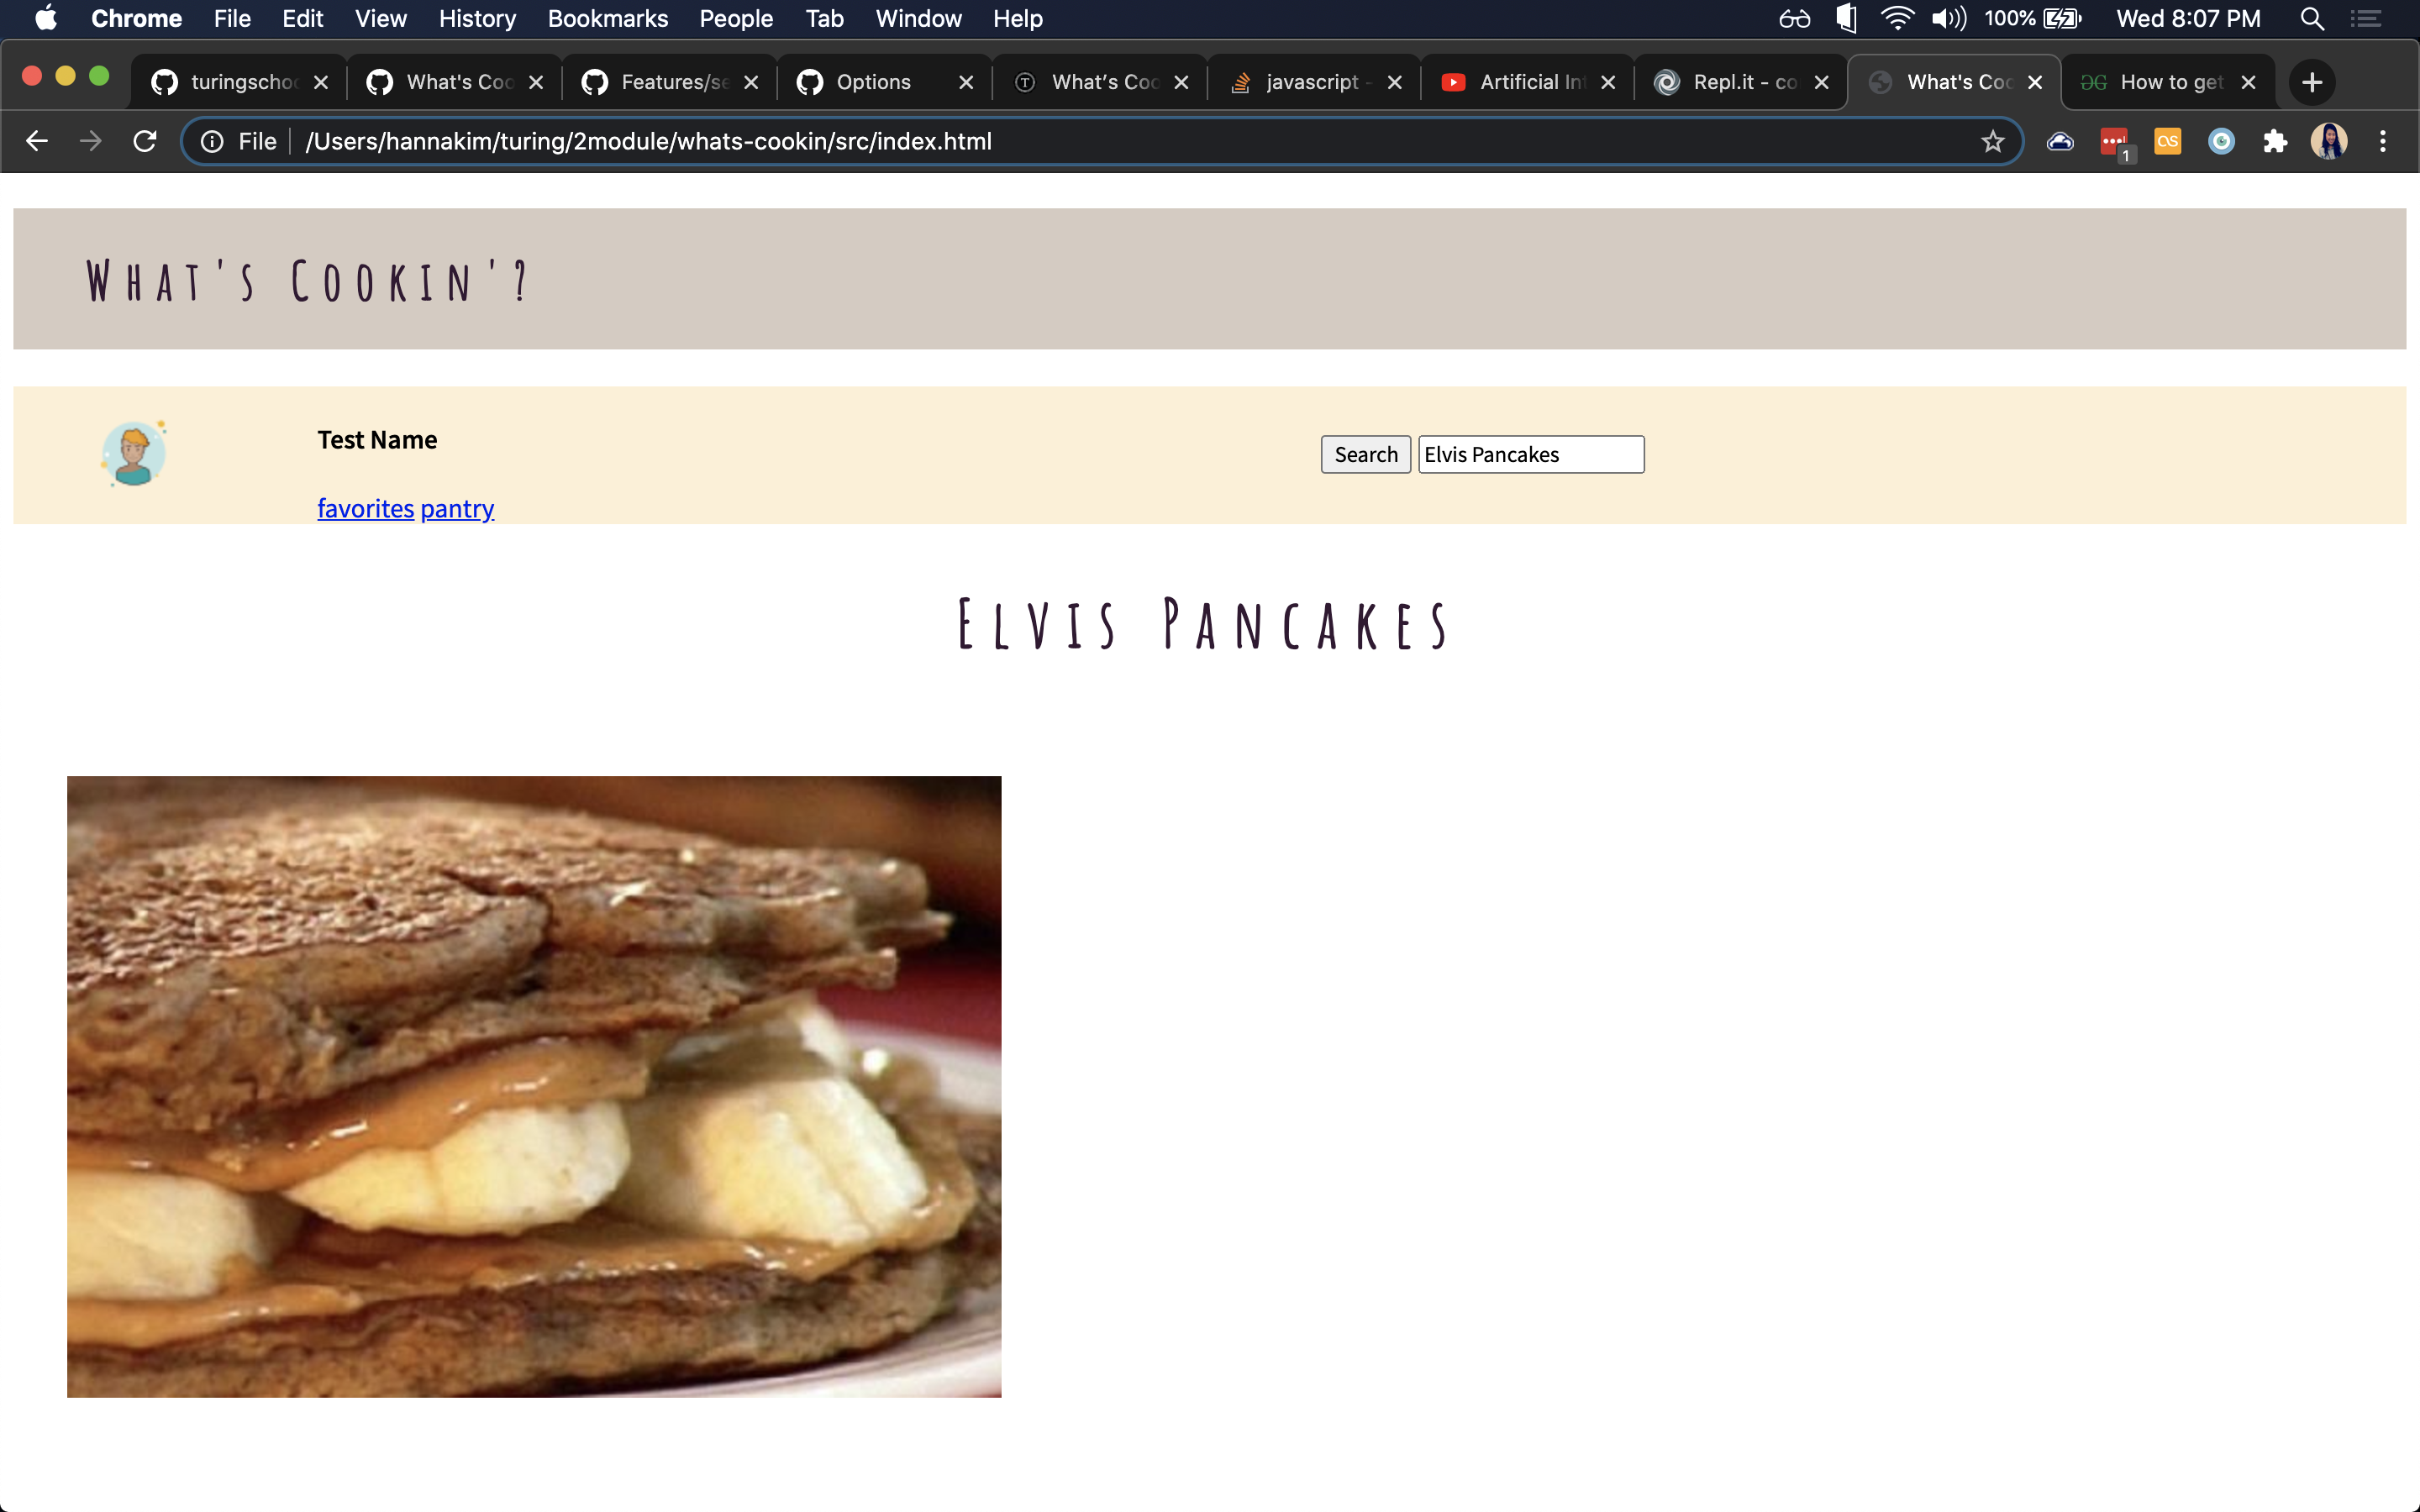 Chrome File Edit View History Bookmarks People Tab Window Help 100% Wed 8:07 PM
turingschoo What's Coo Features/se Options What's Coo javascript - Artificial Int Repl.it - co What's Coo How to get
File /Users/hannakim/turing/2module/whats-cookin/src/index.html 1
What's Cookin'?
Test Name
Search Elvis Pancakes
favorites pantry
Elvis Pancakes